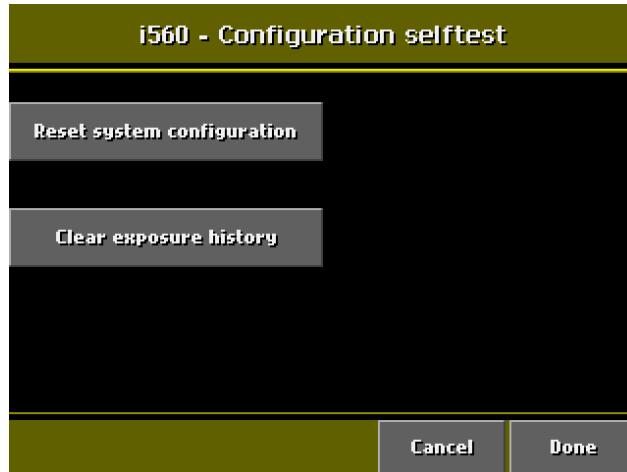 i560 - Configuration selftest
Reset system configuration
Clear exposure history
Cancel
Done